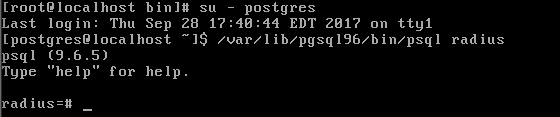 [root@localhost bin]# su - postgres
Last login: Thu Sep 28 17:40:44 EDT 2017 on tty1
[postgres@localhost ~]$ /var/lib/pgsql96/bin/psql radius
psql (9.6.5)
Type "help" for help.
radius=# _